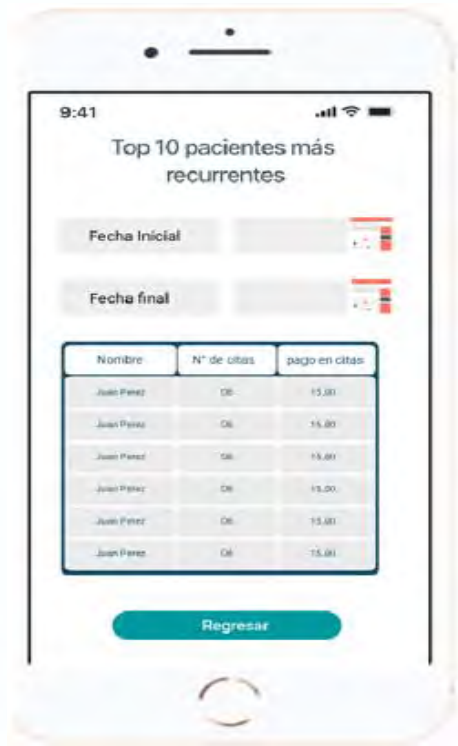 9:41
Top 10 pacientes más
recurrentes
Fecha Inicial
Fecha final
Nombre N° de citas pago en citas
Juan Perez 06 15.00
Juan Perez 06 15.00
Juan Perez 06 15.00
Juan Perez 06 15.00
Juan Perez 06 15.00
Juan Perez 06 15.00
Regresar